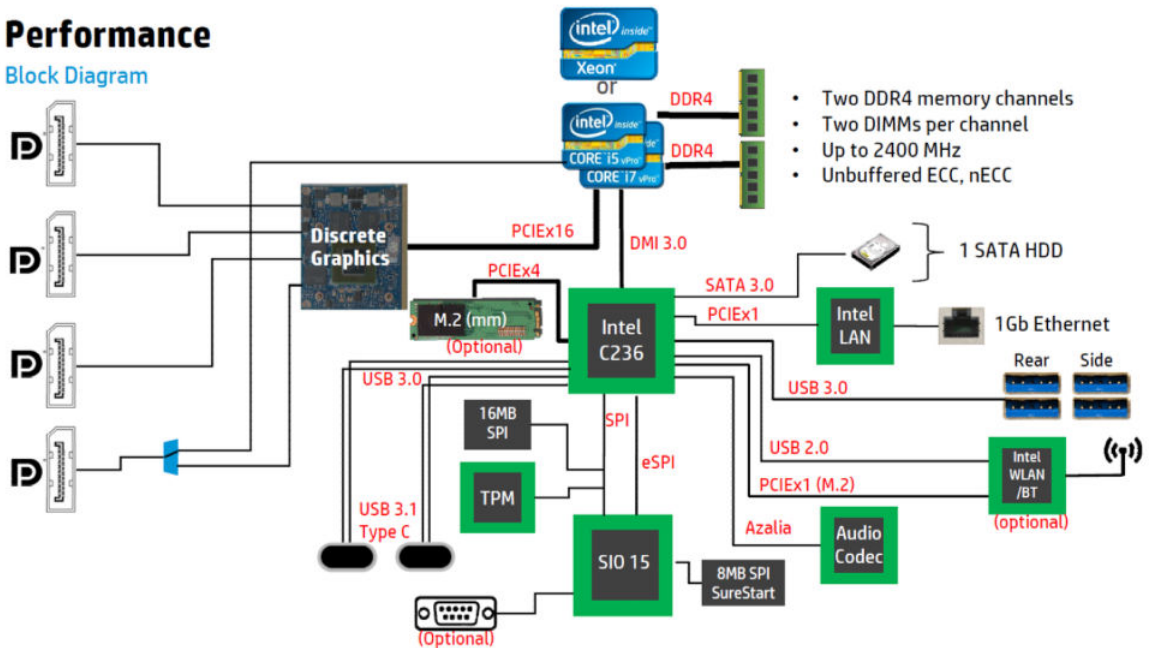 Performance
Block Diagram
intel inside™
Xeon®
or
intel inside™
CORE i5 vPro™
CORE i7 vPro™
DDR4
DDR4
• Two DDR4 memory channels
• Two DIMMs per channel
• Up to 2400 MHz
• Unbuffered ECC, nECC
Discrete
Graphics
PCIEx16
DMI 3.0
PCIEx4
M.2 (mm)
(Optional)
Intel
C236
SATA 3.0
1 SATA HDD
PCIEx1
Intel
LAN
1Gb Ethernet
Rear Side
USB 3.0
USB 3.0
USB 2.0
PCIEx1 (M.2)
Intel
WLAN
/BT
(optional)
Azalia
Audio
Codec
16MB
SPI
SPI
eSPI
TPM
USB 3.1
Type C
SIO 15
8MB SPI
SureStart
(Optional)